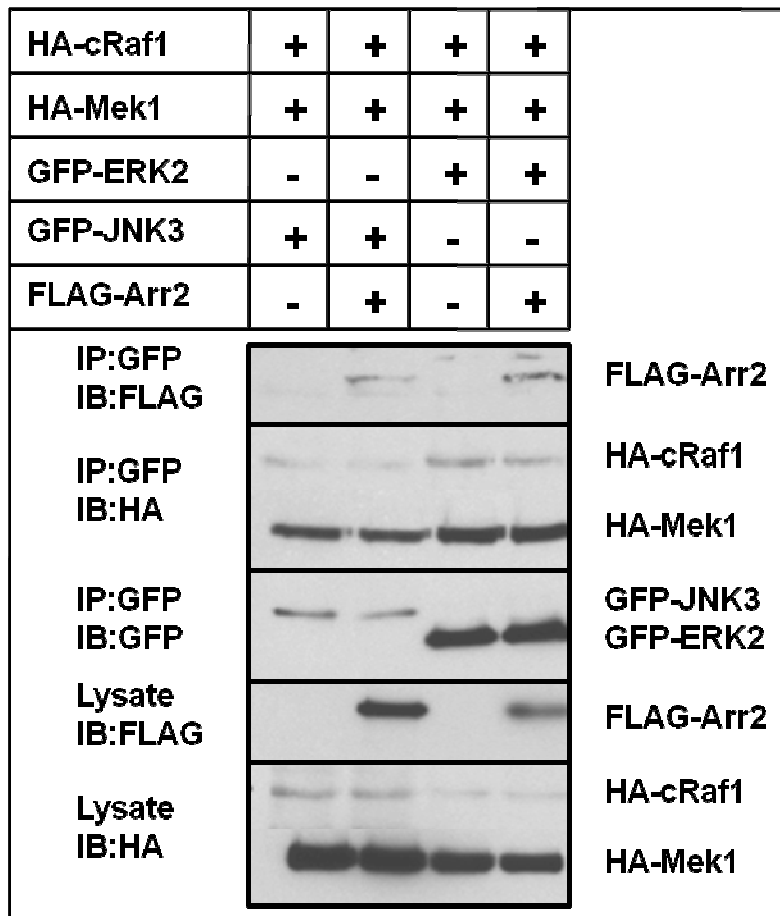 HA-cRaf1 + + + +
HA-Mek1 + + + +
GFP-ERK2 - - + +
GFP-JNK3 + + - -
FLAG-Arr2 - + - +
IP:GFP
IB:FLAG
FLAG-Arr2
IP:GFP
IB:HA
HA-cRaf1
HA-Mek1
IP:GFP
IB:GFP
GFP-JNK3
GFP-ERK2
Lysate
IB:FLAG
FLAG-Arr2
Lysate
IB:HA
HA-cRaf1
HA-Mek1